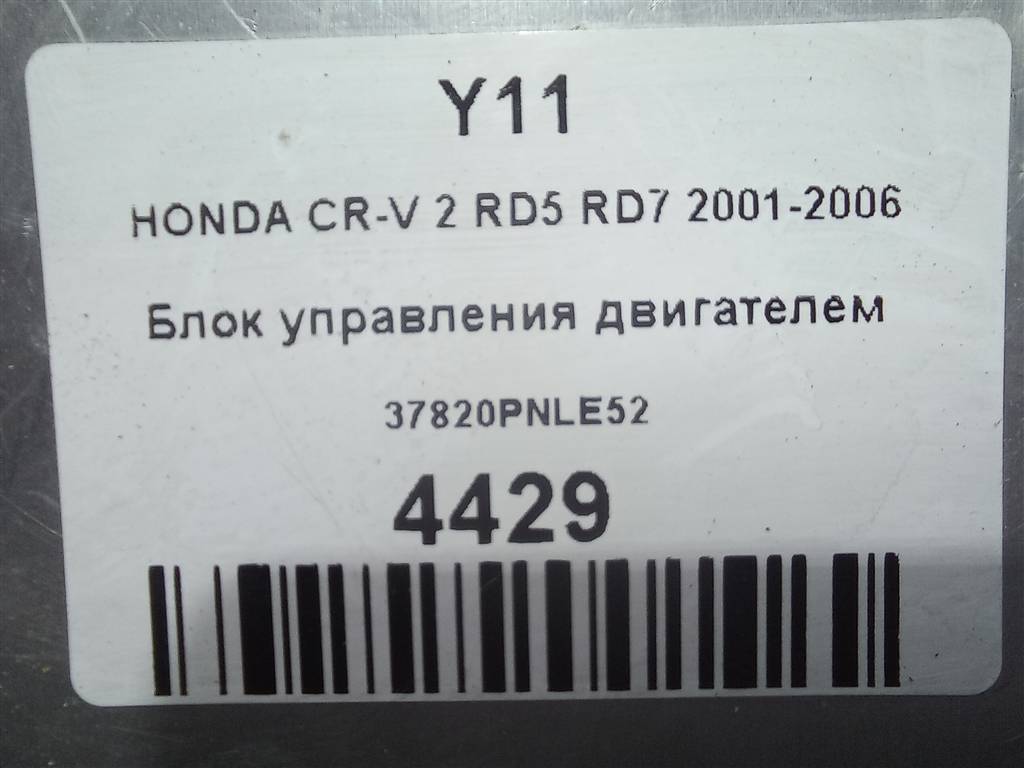 Y11
HONDA CR-V 2 RD5 RD7 2001-2006
Блок управления двигателем
37820PNLE52
4429